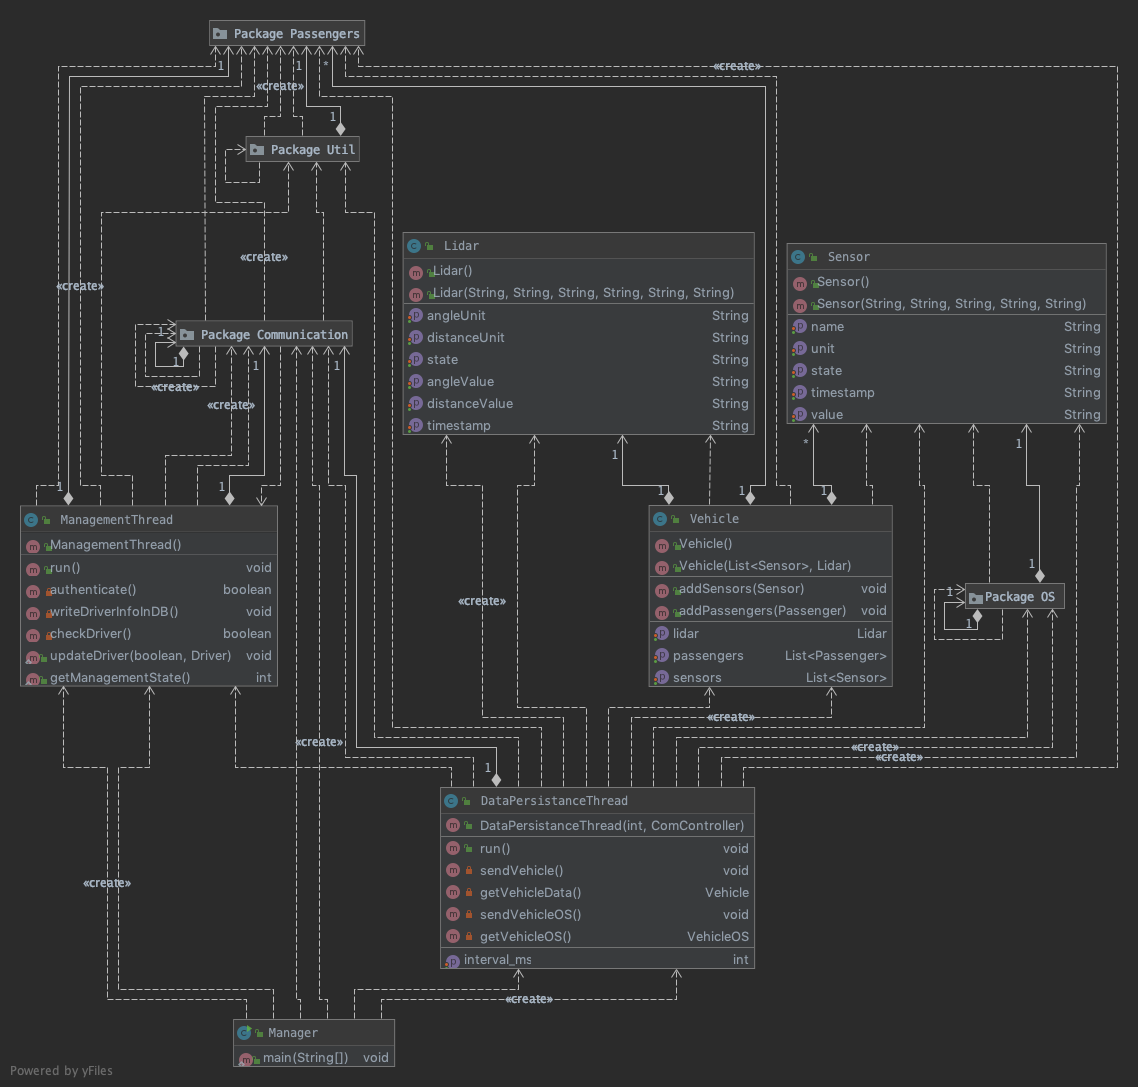 Package Passengers
1
1
*
«create»
«create»
1
Package Util
Lidar
Lidar()
Lidar(String, String, String, String, String, String)
angleUnit String
distanceUnit String
state String
angleValue String
distanceValue String
timestamp String
Sensor
Sensor()
Sensor(String, String, String, String, String)
name String
unit String
state String
timestamp String
value String
«create»
«create»
1
Package Communication
1
1
1
«create»
«create»
1
*
1
1
1
1
1
1
ManagementThread
ManagementThread()
run() void
authenticate() boolean
writeDriverInfoInDB() void
checkDriver() boolean
updateDriver(boolean, Driver) void
getManagementState() int
Vehicle
Vehicle()
Vehicle(List<Sensor>, Lidar)
addSensors(Sensor) void
addPassengers(Passenger) void
lidar Lidar
passengers List<Passenger>
sensors List<Sensor>
1
1
Package OS
1
«create»
«create»
«create»
«create»
«create»
1
DataPersistanceThread
DataPersistanceThread(int, ComController)
run() void
sendVehicle() void
getVehicleData() Vehicle
sendVehicleOS() void
getVehicleOS() VehicleOS
interval_ms int
«create»
«create»
Manager
main(String[]) void
Powered by yFiles